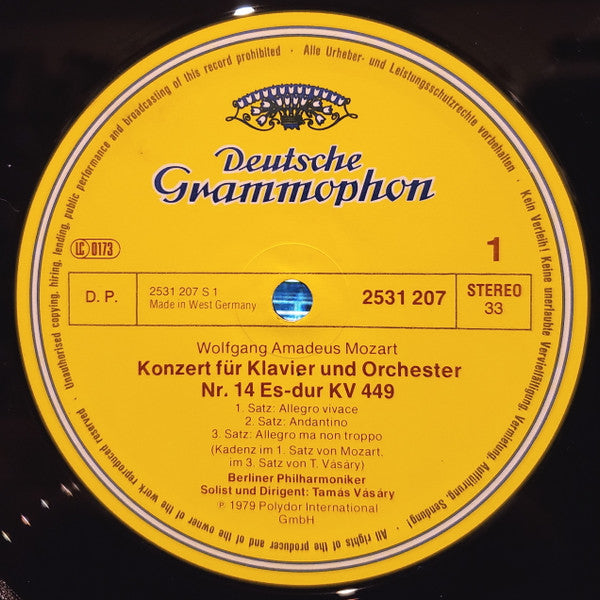 Unauthorised copying, hiring, lending, public performance and broadcasting of this record prohibited · Alle Urheber- und Leistungsschutzrechte vorbehalten · Kein Verleih! Keine unerlaubte Vervielfältigung, Vermietung, Aufführung, Sendung! · All rights of the producer and of the owner of the work reproduced reserved ·
Deutsche
Grammophon
LC 0173
1
D. P.
2531 207 S 1
Made in West Germany
2531 207
STEREO
33
Wolfgang Amadeus Mozart
Konzert für Klavier und Orchester
Nr. 14 Es-dur KV 449
1. Satz: Allegro vivace
2. Satz: Andantino
3. Satz: Allegro ma non troppo
(Kadenz im 1. Satz von Mozart,
im 3. Satz von T. Vásáry)
Berliner Philharmoniker
Solist und Dirigent: Tamás Vásáry
℗ 1979 Polydor International
GmbH